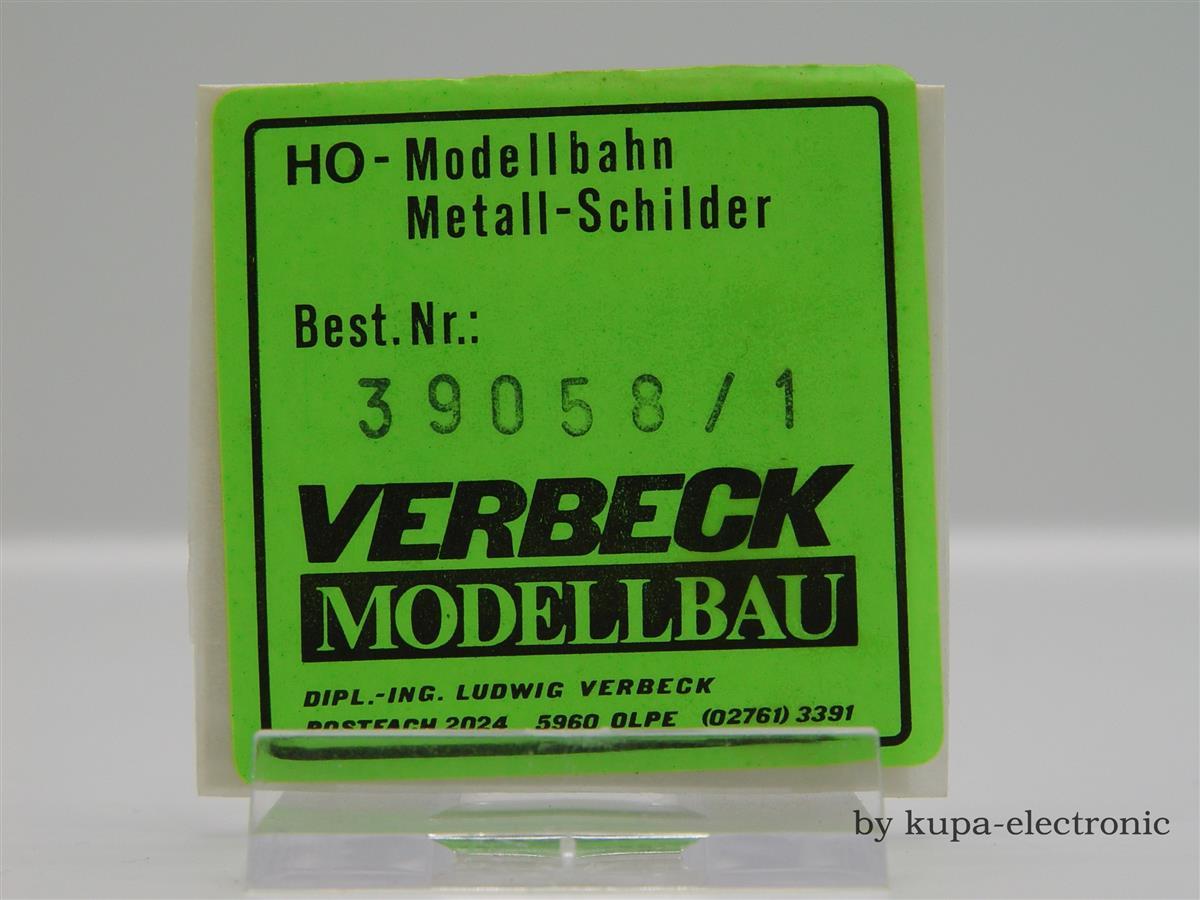 HO-Modellbahn
Metall-Schilder
Best.Nr.:
39058/1
VERBECK
MODELLBAU
DIPL.-ING. LUDWIG VERBECK
POSTFACH 2024 5960 OLPE (02761) 3391
by kupa-electronic